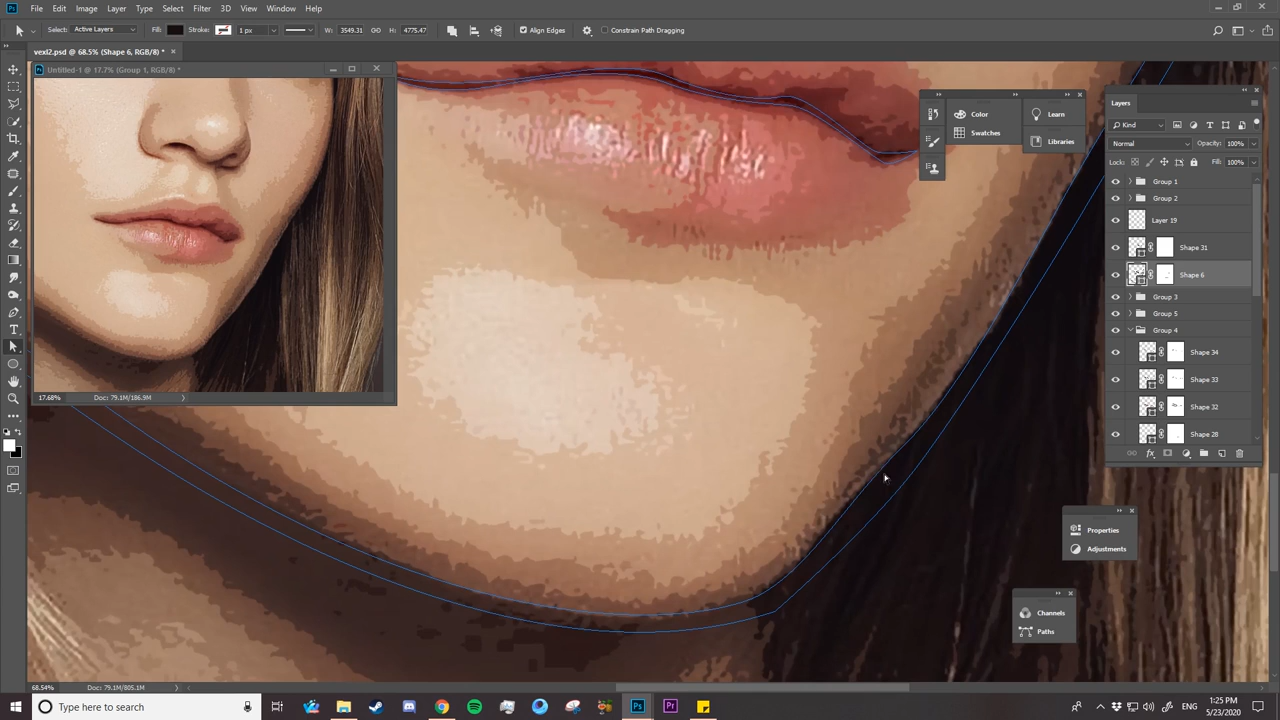 Ps File Edit Image Layer Type Select Filter 3D View Window Help
Select: Active Layers Fill: Stroke: 1 px W: 3549.31 H: 4775.47 Align Edges Constrain Path Dragging
vexl2.psd @ 68.5% (Shape 6, RGB/8) * ×
Ps Untitled-1 @ 17.7% (Group 1, RGB/8) *
17.68% Doc: 79.1M/186.9M
Color
Swatches
Learn
Libraries
Layers
Kind
Normal Opacity: 100%
Lock: Fill: 100%
Group 1
Group 2
Layer 19
Shape 31
Shape 6
Group 3
Group 5
Group 4
Shape 34
Shape 33
Shape 32
Shape 28
fx
Properties
Adjustments
Channels
Paths
68.54% Doc: 79.1M/805.1M
Type here to search
Ps Pr
ENG
1:25 PM
5/23/2020